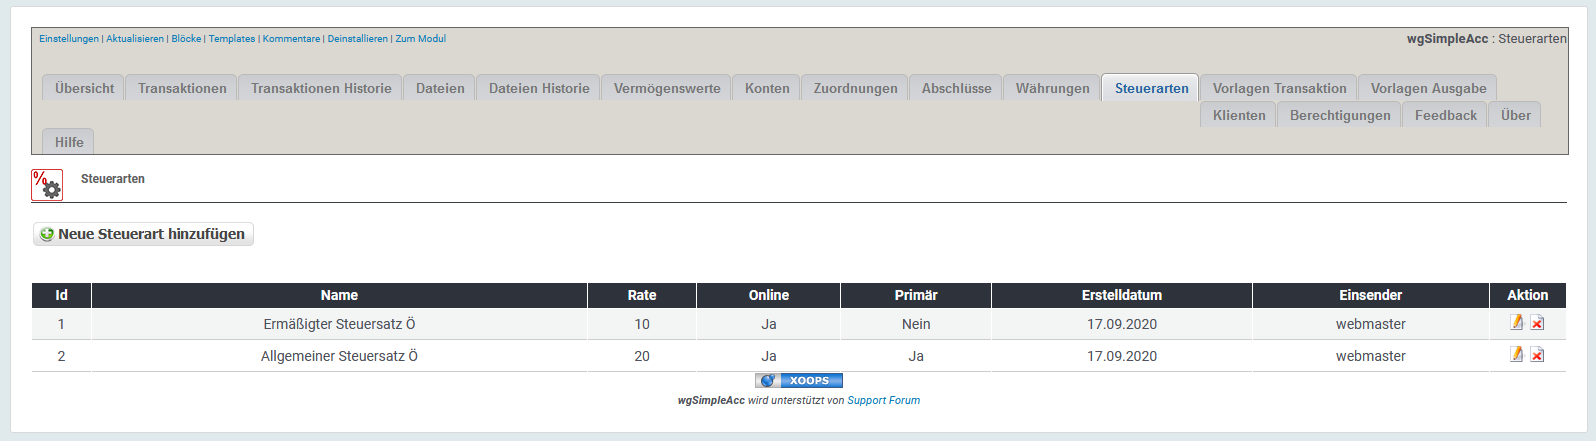 Einstellungen | Aktualisieren | Blöcke | Templates | Kommentare | Deinstallieren | Zum Modul
wgSimpleAcc : Steuerarten
Übersicht Transaktionen Transaktionen Historie Dateien Dateien Historie Vermögenswerte Konten Zuordnungen Abschlüsse Währungen Steuerarten Vorlagen Transaktion Vorlagen Ausgabe
Klienten Berechtigungen Feedback Über
Hilfe
%
Steuerarten
Neue Steuerart hinzufügen
Id Name Rate Online Primär Erstelldatum Einsender Aktion
1 Ermäßigter Steuersatz Ö 10 Ja Nein 17.09.2020 webmaster
2 Allgemeiner Steuersatz Ö 20 Ja Ja 17.09.2020 webmaster
XOOPS
wgSimpleAcc wird unterstützt von Support Forum